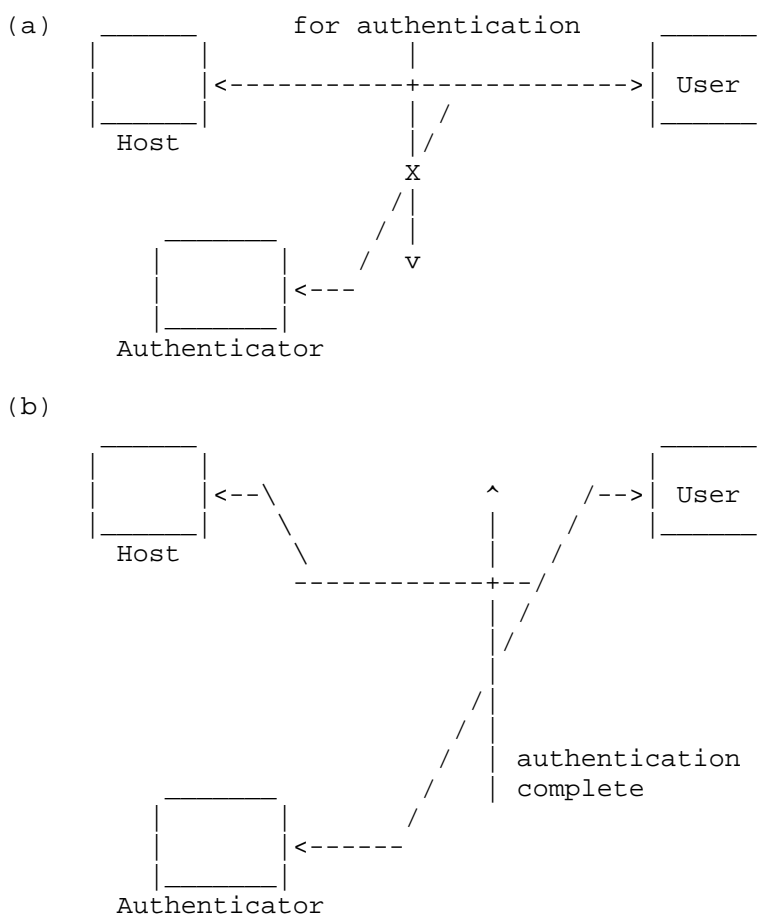 (a) for authentication
User
Host
X
v
Authenticator
(b)
^
User
Host
authentication
complete
Authenticator